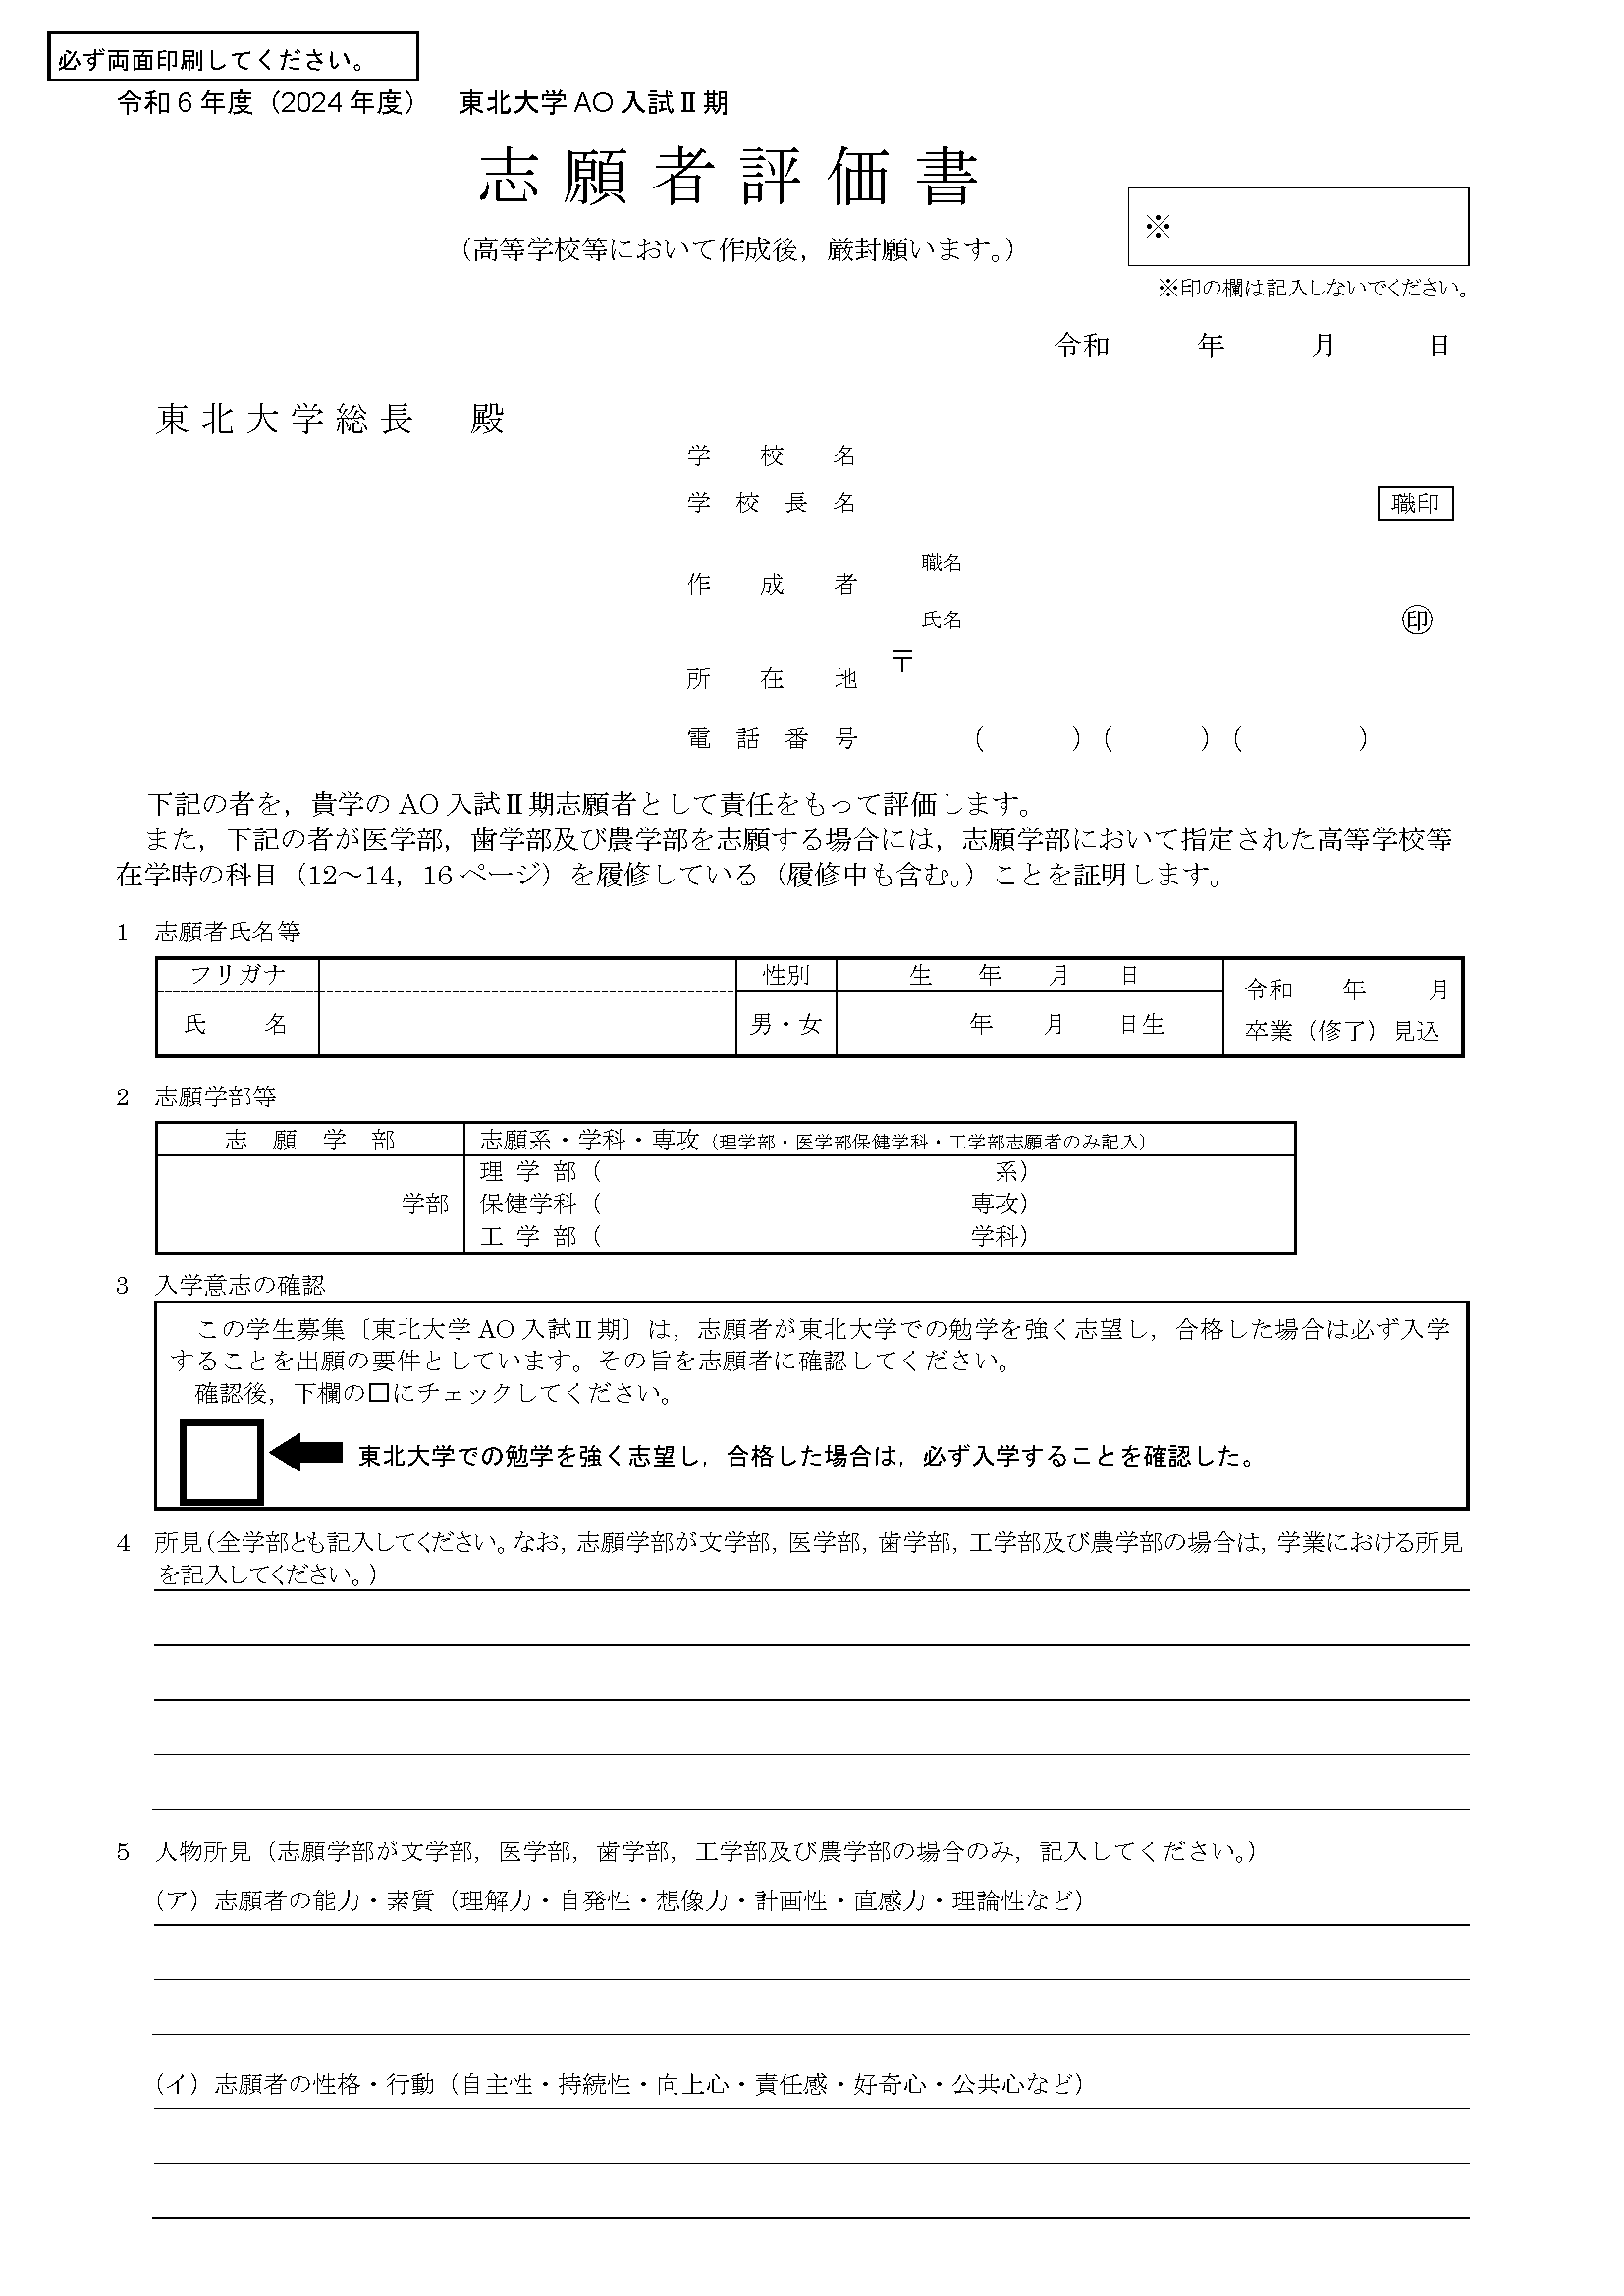 必ず両面印刷してください。
令和６年度（2024 年度）　東北大学 AO 入試Ⅱ期
志願者評価書
（高等学校等において作成後，厳封願います。）
※
※印の欄は記入しないでください。
令和　　　年　　　月　　　日
東北大学総長　殿
学　校　名
学校長名　職印
職名
作　成　者
氏名　㊞
〒
所　在　地
電話番号　（　　　）（　　　）（　　　）
下記の者を，貴学の AO 入試Ⅱ期志願者として責任をもって評価します。
また，下記の者が医学部，歯学部及び農学部を志願する場合には，志願学部において指定された高等学校等
在学時の科目（12～14，16 ページ）を履修している（履修中も含む。）ことを証明します。
1　志願者氏名等
フリガナ　性別　生　年　月　日
令和　　年　　月
氏　　名　男・女　　年　　月　　日生
卒業（修了）見込
2　志願学部等
志　願　学　部　志願系・学科・専攻（理学部・医学部保健学科・工学部志願者のみ記入）
理 学 部（　　　　　　　　系）
学部　保健学科（　　　　　　　　専攻）
工 学 部（　　　　　　　　学科）
3　入学意志の確認
この学生募集〔東北大学 AO 入試Ⅱ期〕は，志願者が東北大学での勉学を強く志望し，合格した場合は必ず入学
することを出願の要件としています。その旨を志願者に確認してください。
確認後，下欄の□にチェックしてください。
東北大学での勉学を強く志望し，合格した場合は，必ず入学することを確認した。
4　所見（全学部とも記入してください。なお，志願学部が文学部，医学部，歯学部，工学部及び農学部の場合は，学業における所見
を記入してください。）
5　人物所見（志願学部が文学部，医学部，歯学部，工学部及び農学部の場合のみ，記入してください。）
（ア）志願者の能力・素質（理解力・自発性・想像力・計画性・直感力・理論性など）
（イ）志願者の性格・行動（自主性・持続性・向上心・責任感・好奇心・公共心など）